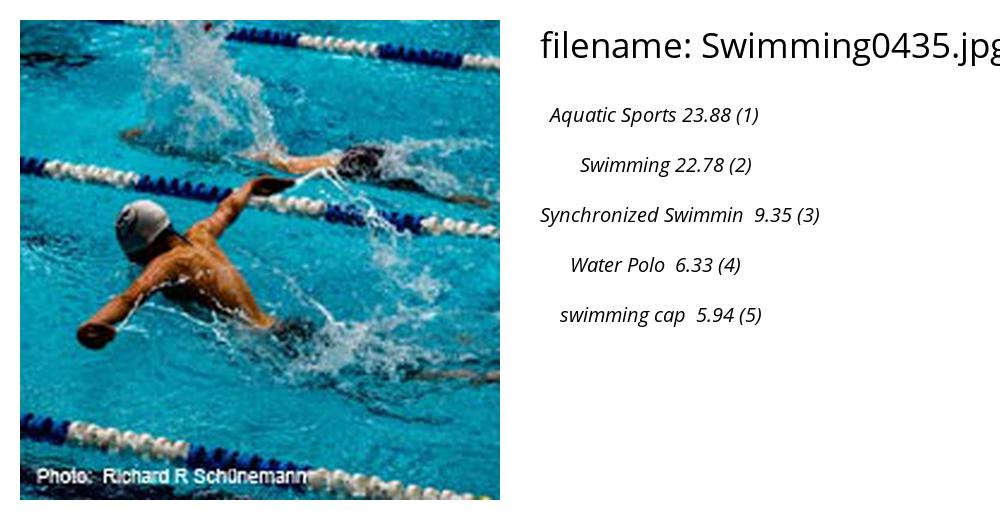 filename: Swimming0435.jpg
Aquatic Sports 23.88 (1)
Swimming 22.78 (2)
Synchronized Swimmin 9.35 (3)
Water Polo 6.33 (4)
swimming cap 5.94 (5)
Photo: Richard R Schünemann